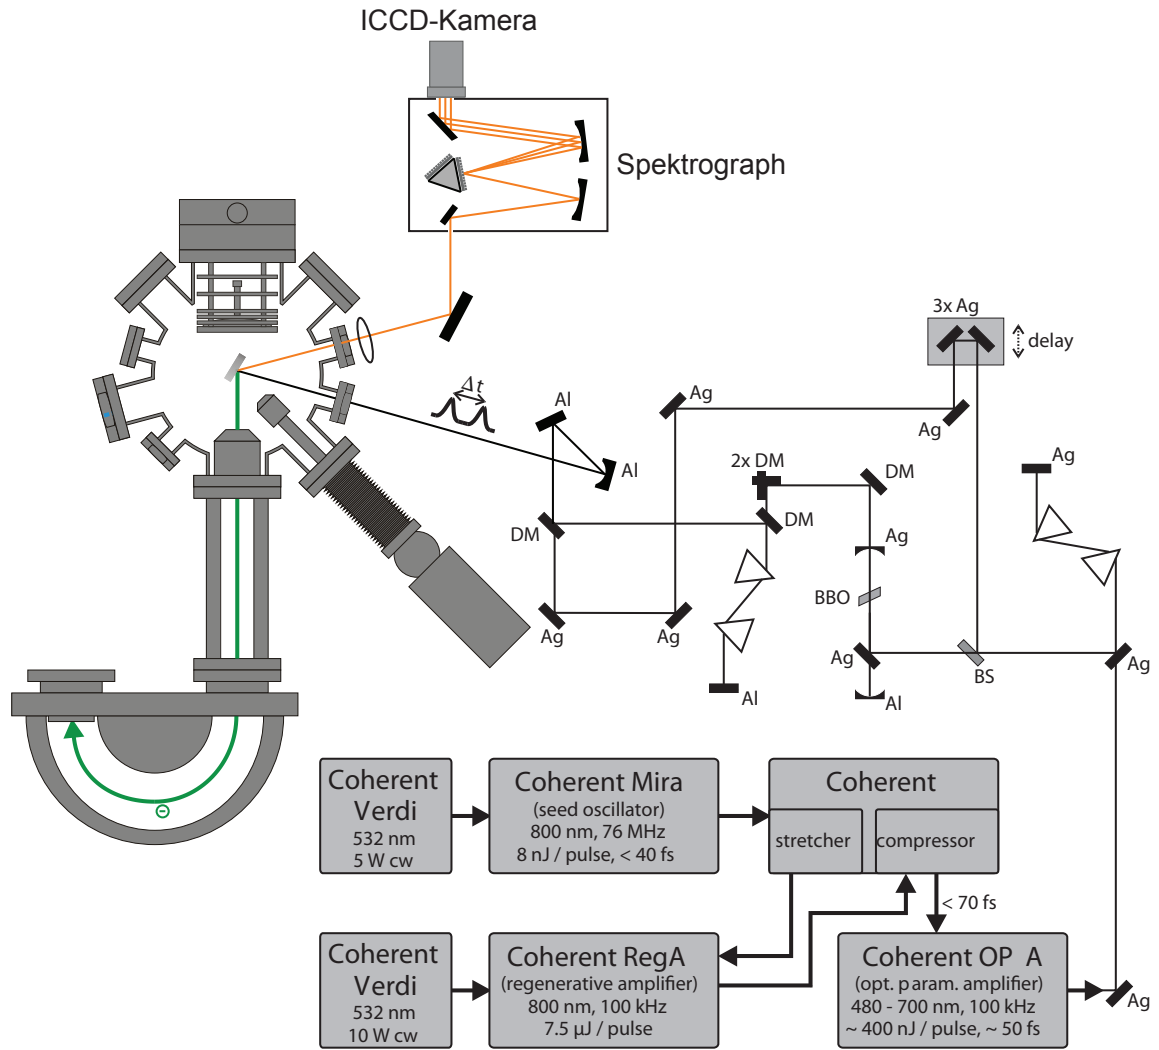 ICCD-Kamera
Spektrograph
3x Ag
delay
Δt
Al
Ag
Ag
Ag
Al
2x DM
DM
DM
DM
Ag
BBO
Ag
Ag
Ag
BS
Ag
Al
Al
Coherent
Verdi
532 nm
5 W cw
Coherent Mira
(seed oscillator)
800 nm, 76 MHz
8 nJ / pulse, < 40 fs
Coherent
stretcher
compressor
< 70 fs
Coherent
Verdi
532 nm
10 W cw
Coherent RegA
(regenerative amplifier)
800 nm, 100 kHz
7.5 µJ / pulse
Coherent OP A
(opt. p aram. amplifier)
480 - 700 nm, 100 kHz
~ 400 nJ / pulse, ~ 50 fs
Ag